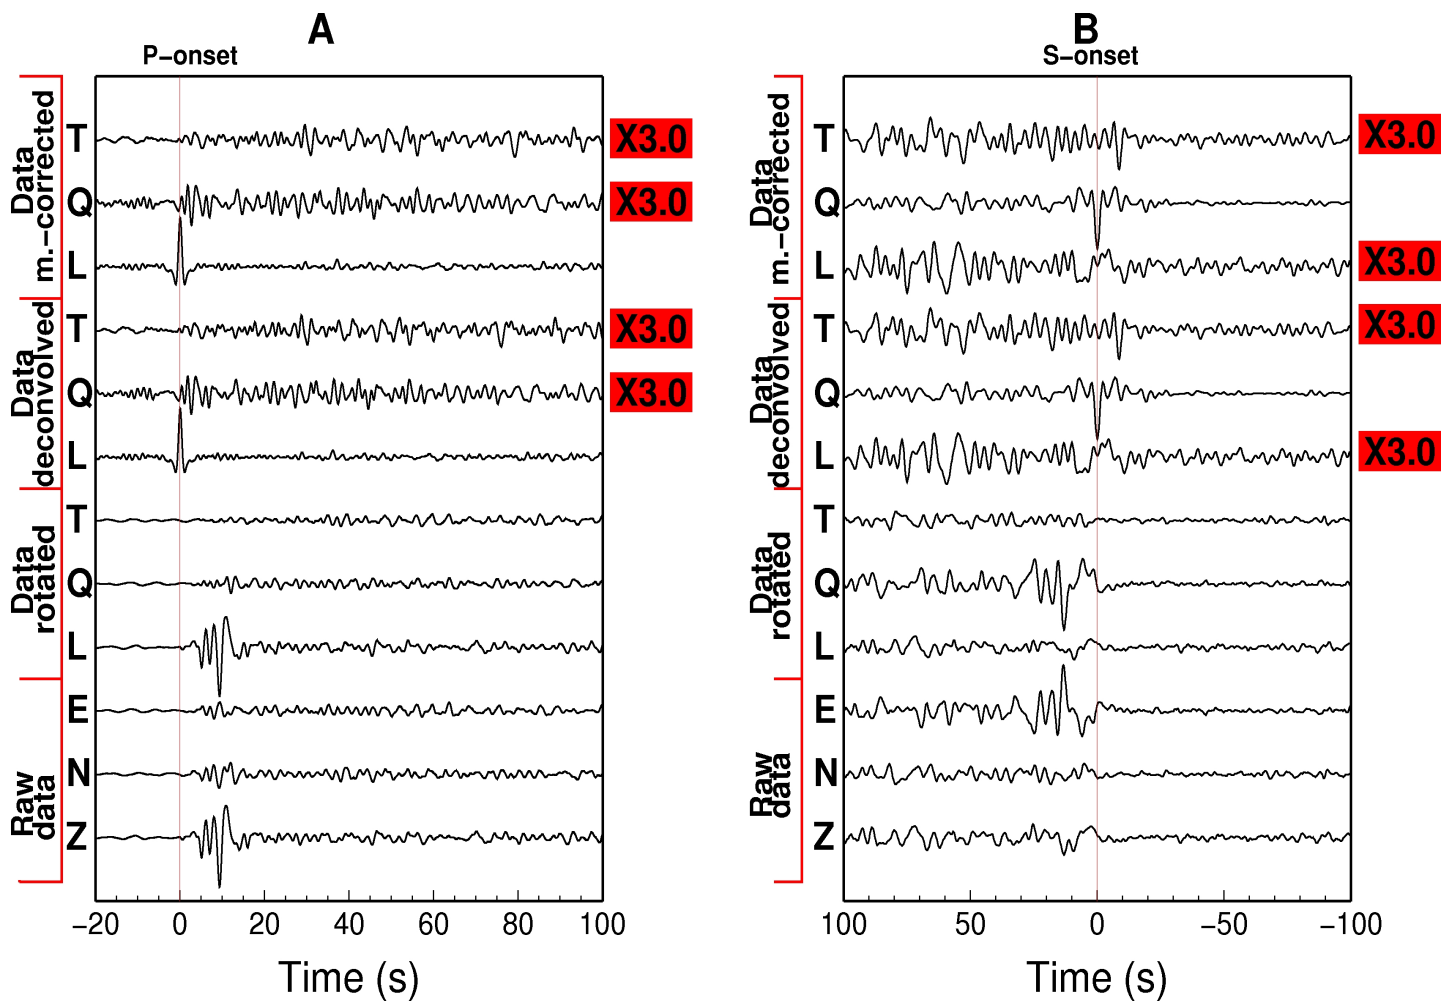 A
P-onset
Data
m.-corrected
T
X3.0
Q
X3.0
L
Data
deconvolved
T
X3.0
Q
X3.0
L
Data
rotated
T
Q
L
Raw
data
E
N
Z
-20 0 20 40 60 80 100
Time (s)
B
S-onset
Data
m.-corrected
T
X3.0
Q
L
X3.0
Data
deconvolved
T
X3.0
Q
L
X3.0
Data
rotated
T
Q
L
Raw
data
E
N
Z
100 50 0 -50 -100
Time (s)